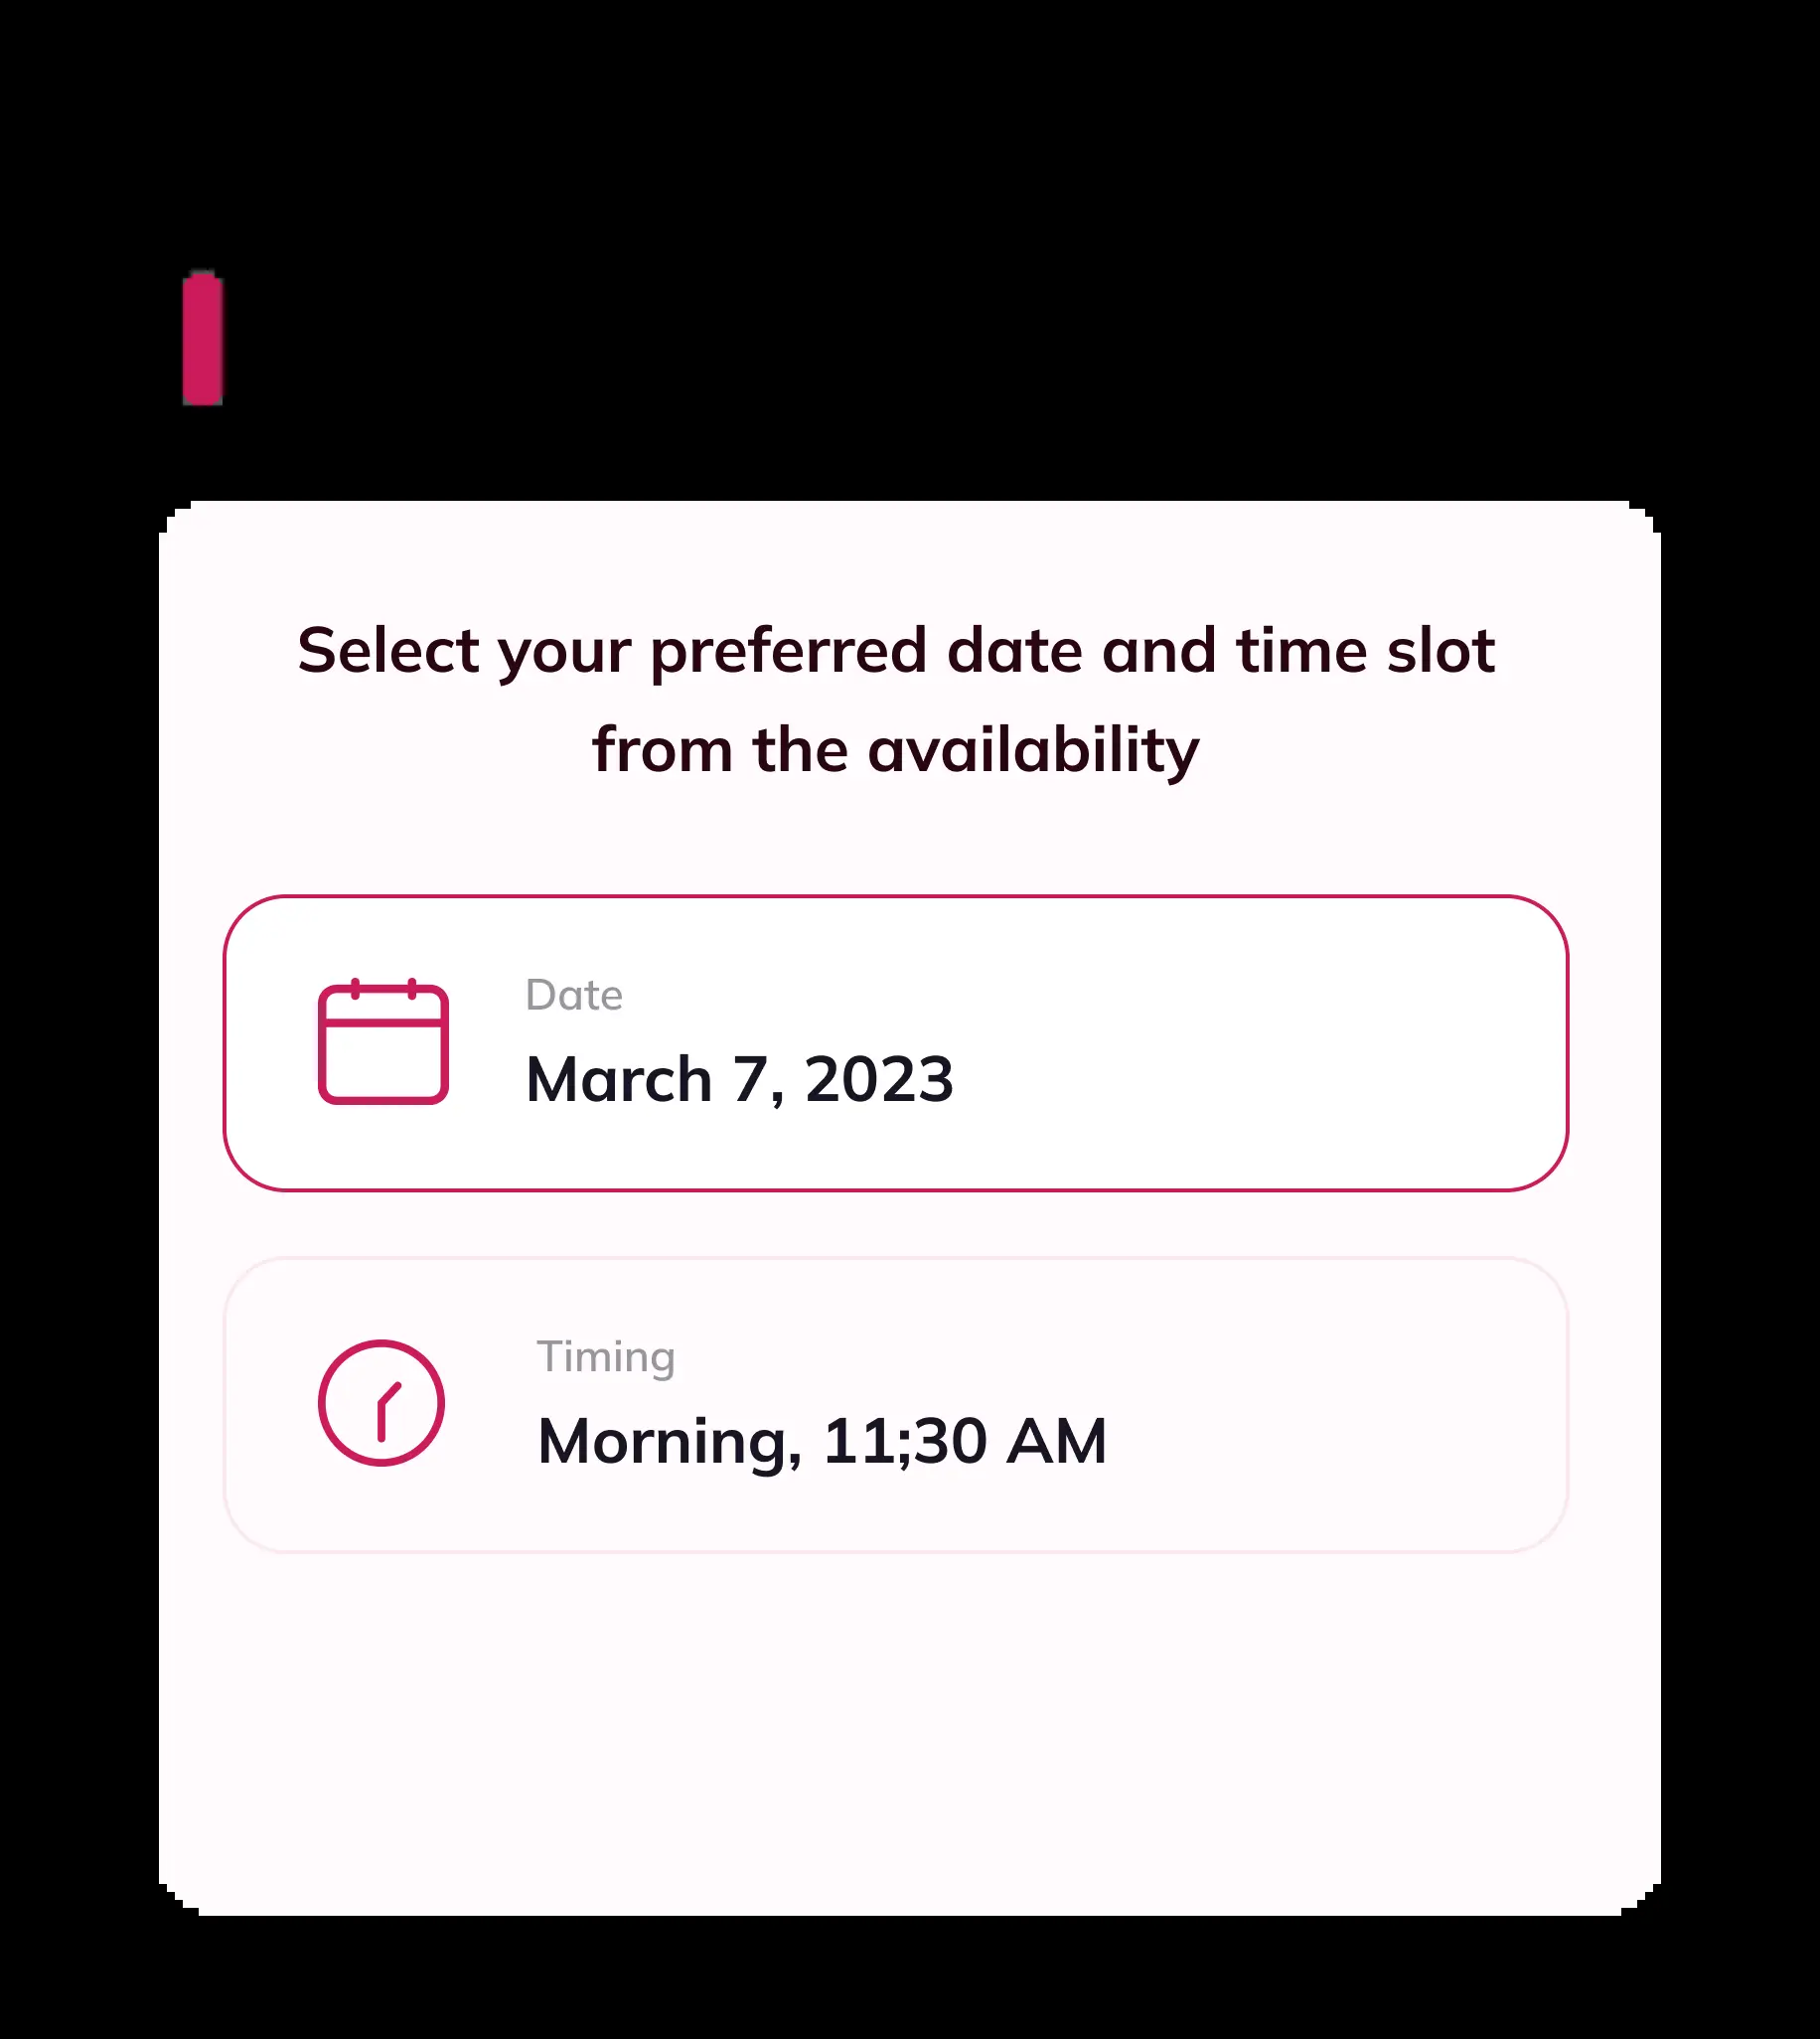 Select your preferred date and time slot
from the availability
Date
March 7, 2023
Timing
Morning, 11;30 AM